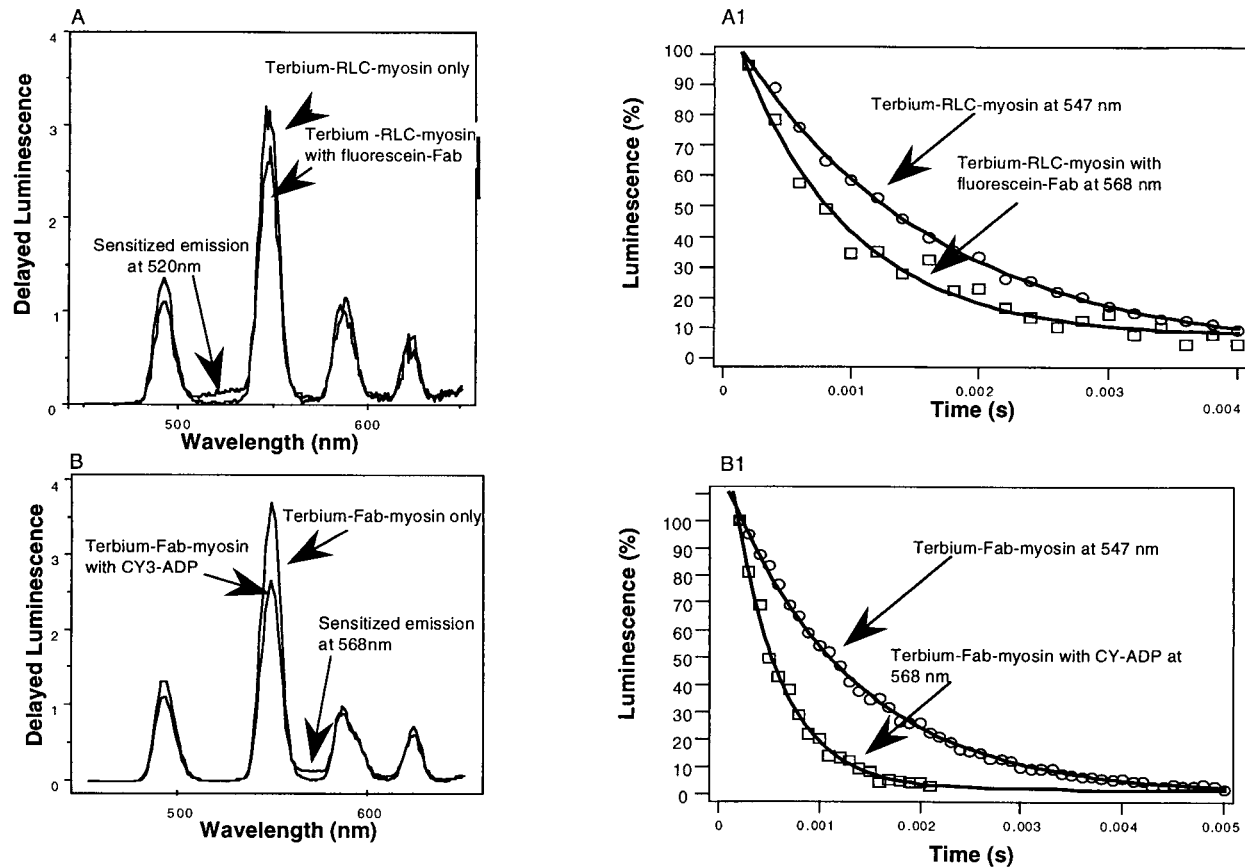 A
Delayed Luminescence
4
3
2
1
0
Terbium-RLC-myosin only
Terbium -RLC-myosin
with fluorescein-Fab
Sensitized emission
at 520nm
500
600
Wavelength (nm)
A1
Luminescence (%)
100
90
80
70
60
50
40
30
20
10
0
Terbium-RLC-myosin at 547 nm
Terbium-RLC-myosin with
fluorescein-Fab at 568 nm
0
0.001
0.002
0.003
0.004
Time (s)
B
Delayed Luminescence
4
3
2
1
0
Terbium-Fab-myosin only
Terbium-Fab-myosin
with CY3-ADP
Sensitized emission
at 568nm
500
600
Wavelength (nm)
B1
Luminescence (%)
100
90
80
70
60
50
40
30
20
10
0
Terbium-Fab-myosin at 547 nm
Terbium-Fab-myosin with CY-ADP at
568 nm
0
0.001
0.002
0.003
0.004
0.005
Time (s)